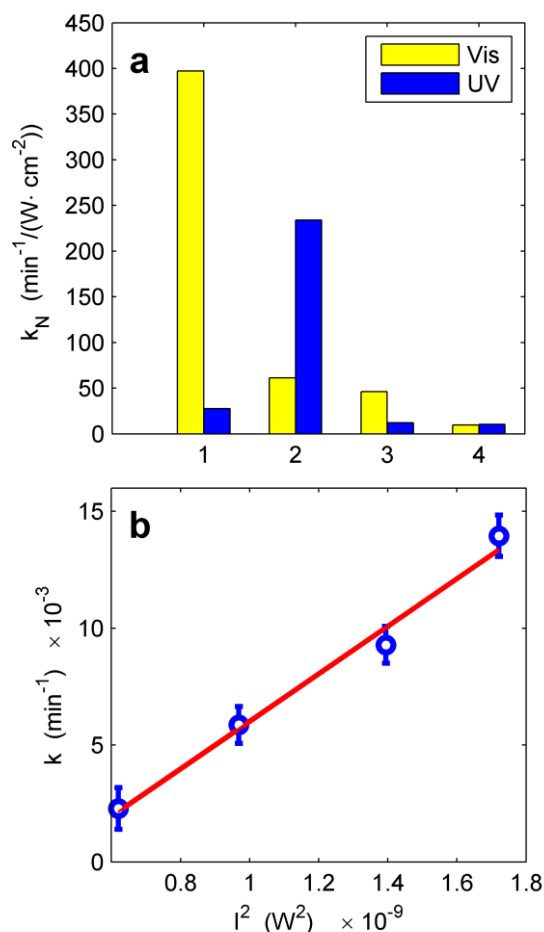 a
Vis
UV
450
400
350
300
250
200
150
100
50
0
k_N (min⁻¹/(W· cm⁻²))
1 2 3 4
b
15
10
5
0
k (min⁻¹) × 10⁻³
0.8 1 1.2 1.4 1.6 1.8
I² (W²) × 10⁻⁹